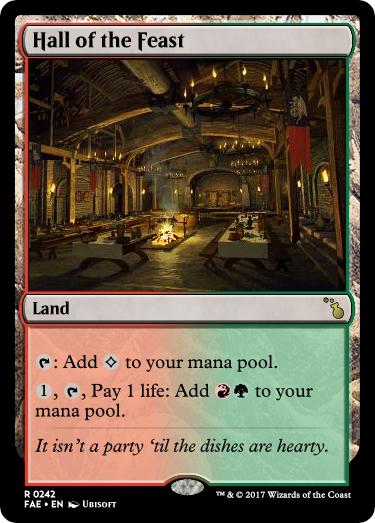 Hall of the Feast
Land
: Add to your mana pool.
1, , Pay 1 life: Add to your
mana pool.
It isn't a party ‘til the dishes are hearty.
R 0242
FAE • EN Ubisoft
™ & © 2017 Wizards of the Coast